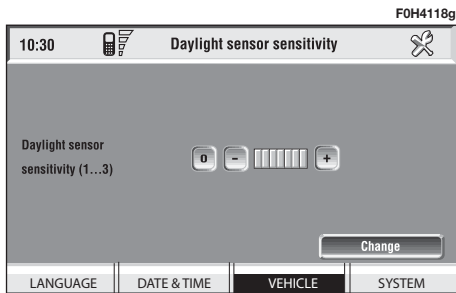 F0H4118g
10:30 Daylight sensor sensitivity
Daylight sensor
sensitivity (1...3)
0 - +
Change
LANGUAGE DATE & TIME VEHICLE SYSTEM